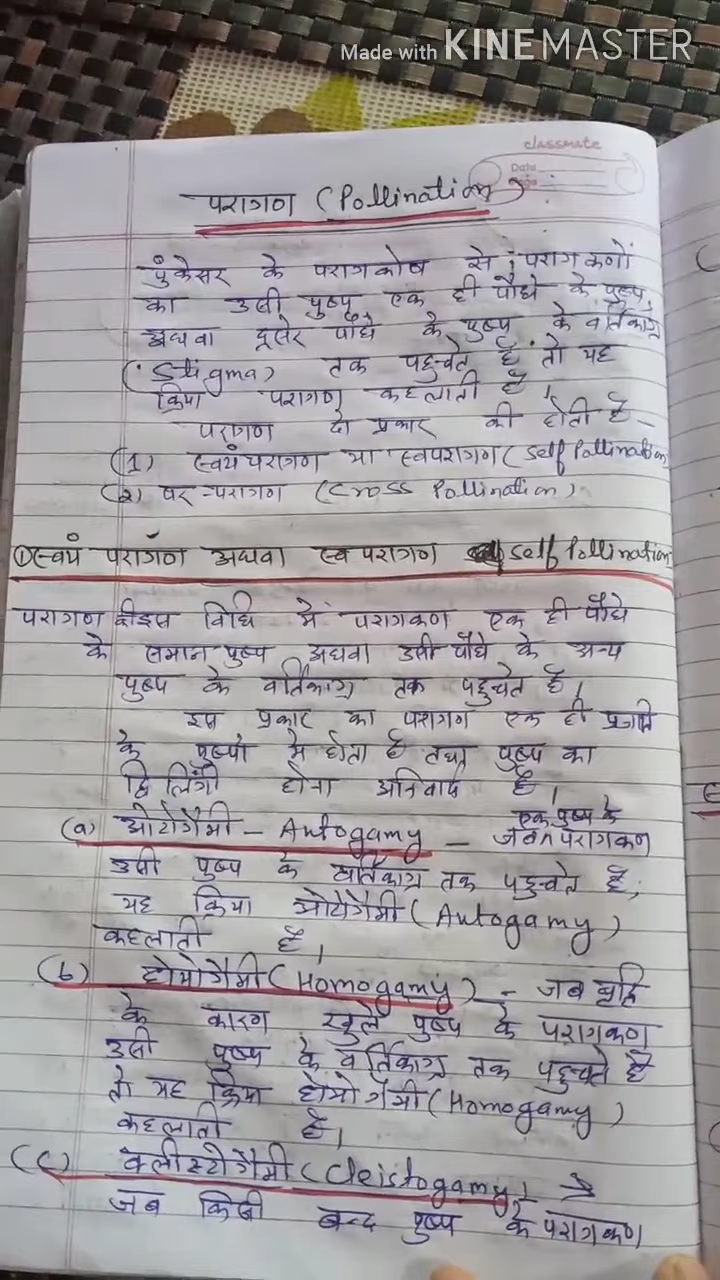 Made with KINEMASTER
classmate
Date
परागण (Pollination)
पुंकेसर के परागकोष से परागकणों
का उसी पुष्प एक ही पौधे के पुष्प,
अथवा दूसरे पौधे के पुष्प के वर्तिकाग्र
(Stigma) तक पहुचते हैं तो यह
क्रिया परागण कहलाती है।
परागण दो प्रकार की होती है -
(1) स्वयंपरागण या स्वपरागण (Self Pollination
(2) पर-परागण (Cross Pollination)
① स्वयं परागण अथवा स्व परागण Self Pollination
परागण की इस विधि में परागकण एक ही पौधे
के समान पुष्प अथवा उसी पौधे के अन्य
पुष्प के वर्तिकाग्र तक पहुचते है।
इस प्रकार का परागण एक ही प्रजाति
के पुष्पो मे होता है तथा पुष्प का
द्विलिंगी होना अनिवार्य है।
एक पुष्प के
(a) ओटोगैमी - Autogamy - जब परागकण
उसी पुष्प के वर्तिकाग्र तक पहुचते है,
यह क्रिया ओटोगैमी (Autogamy)
कहलाती है।
(b) होमोगैमी (Homogamy) - जब
के कारण खुले पुष्प के परागकण
उसी पुष्प के वर्तिकाग्र तक पहुचते है
तो यह क्रिया होमोगैमी (Homogamy)
कहलाती है।
(c) क्लीस्टोगैमी (Cleistogamy) →
जब किसी बन्द पुष्प के परागकण